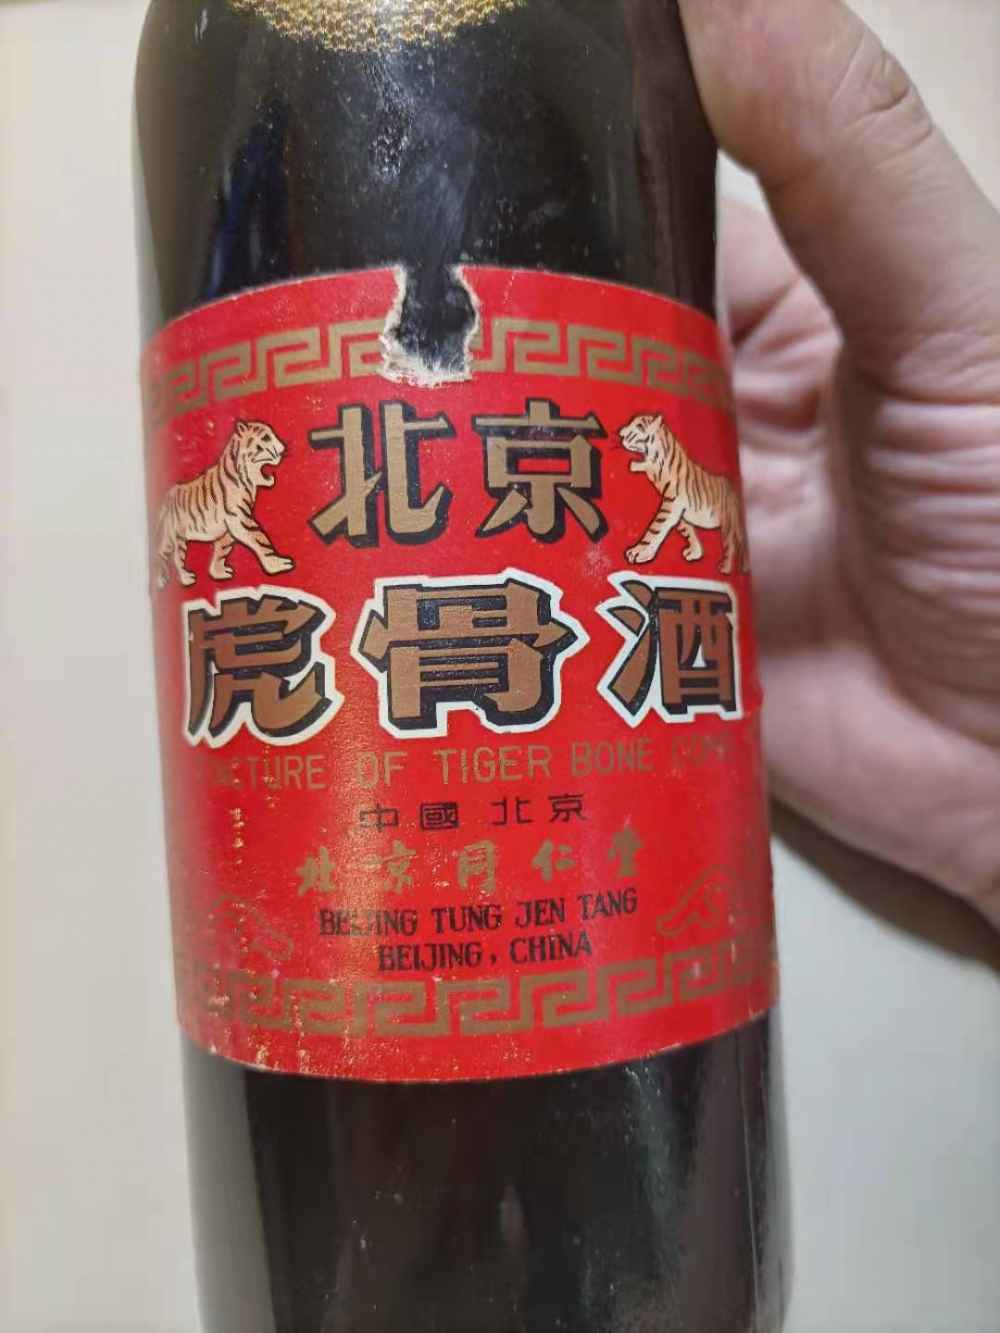 北京
虎骨酒
OF TIGER BONE
中國北京
北京同仁堂
BEIJING TUNG JEN TANG
BEIJING, CHINA